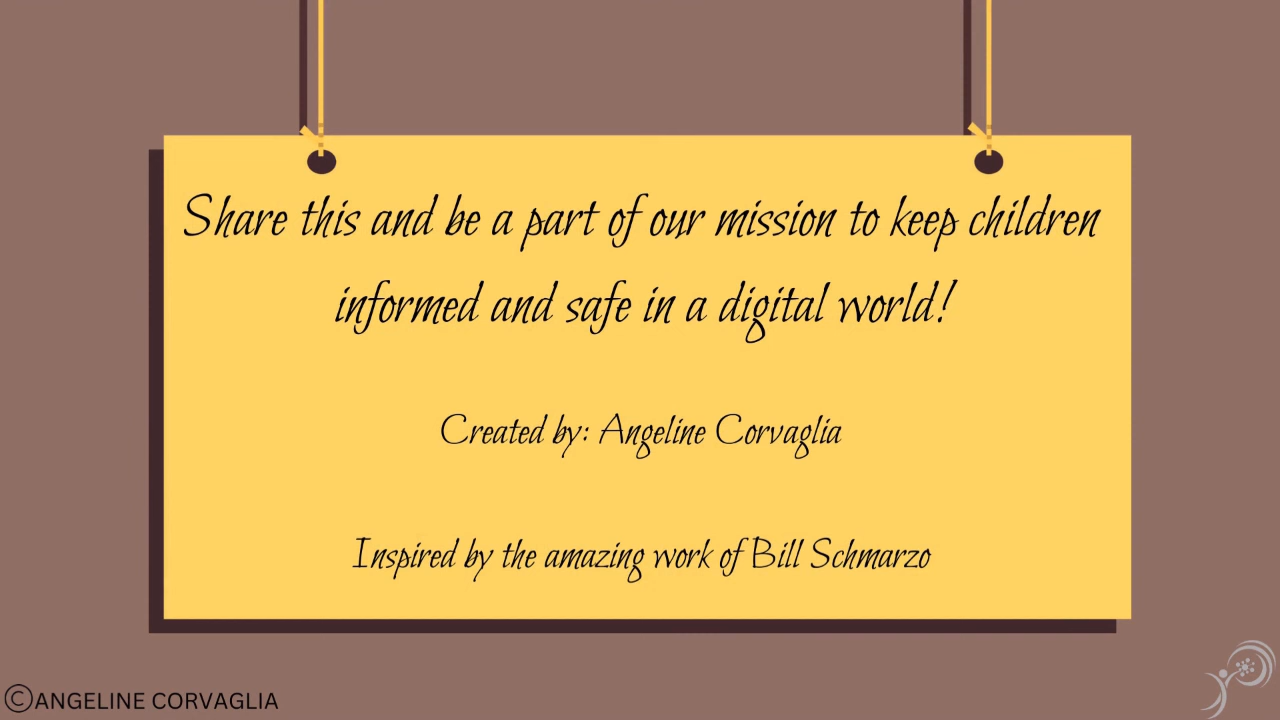 Share this and be a part of our mission to keep children
informed and safe in a digital world!
Created by: Angeline Corvaglia
Inspired by the amazing work of Bill Schmarzo
©ANGELINE CORVAGLIA